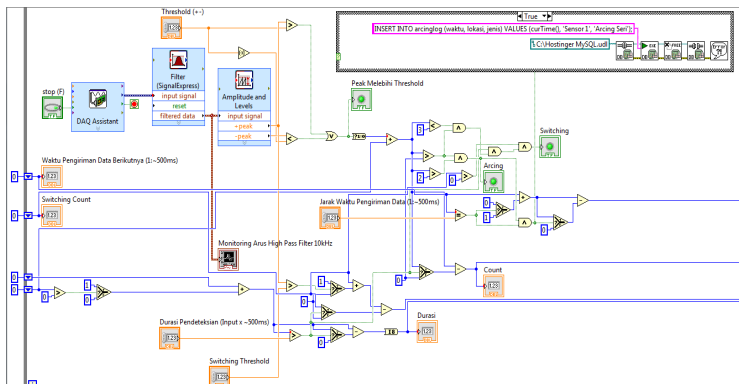 True
INSERT INTO arcinglog (waktu, lokasi, jenis) VALUES (curTime(), 'Sensor 1', 'Arcing Seri');
C:\Hostinger MySQL.udl
Threshold (+-)
Filter
(SignalExpress)
input signal
reset
filtered data
Amplitude and
Levels
input signal
+peak
-peak
stop (F)
DAQ Assistant
Peak Melebihi Threshold
Switching
Arcing
Waktu Pengiriman Data Berikutnya (1:~500ms)
Switching Count
Jarak Waktu Pengiriman Data (1:~500ms)
Monitoring Arus High Pass Filter 10kHz
Count
Durasi Pendeteksian (Input x ~500ms)
Durasi
Switching Threshold